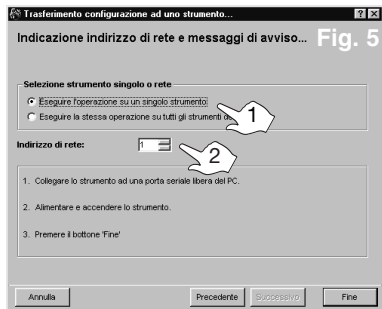 Trasferimento configurazione ad uno strumento...
Indicazione indirizzo di rete e messaggi di avviso...
Fig. 5
Selezione strumento singolo o rete
Eseguire l'operazione su un singolo strumento
1
Eseguire la stessa operazione su tutti gli strumenti
Indirizzo di rete:
1
2
1. Collegare lo strumento ad una porta seriale libera del PC.
2. Alimentare e accendere lo strumento.
3. Premere il bottone 'Fine'
Annulla
Precedente
Successivo
Fine